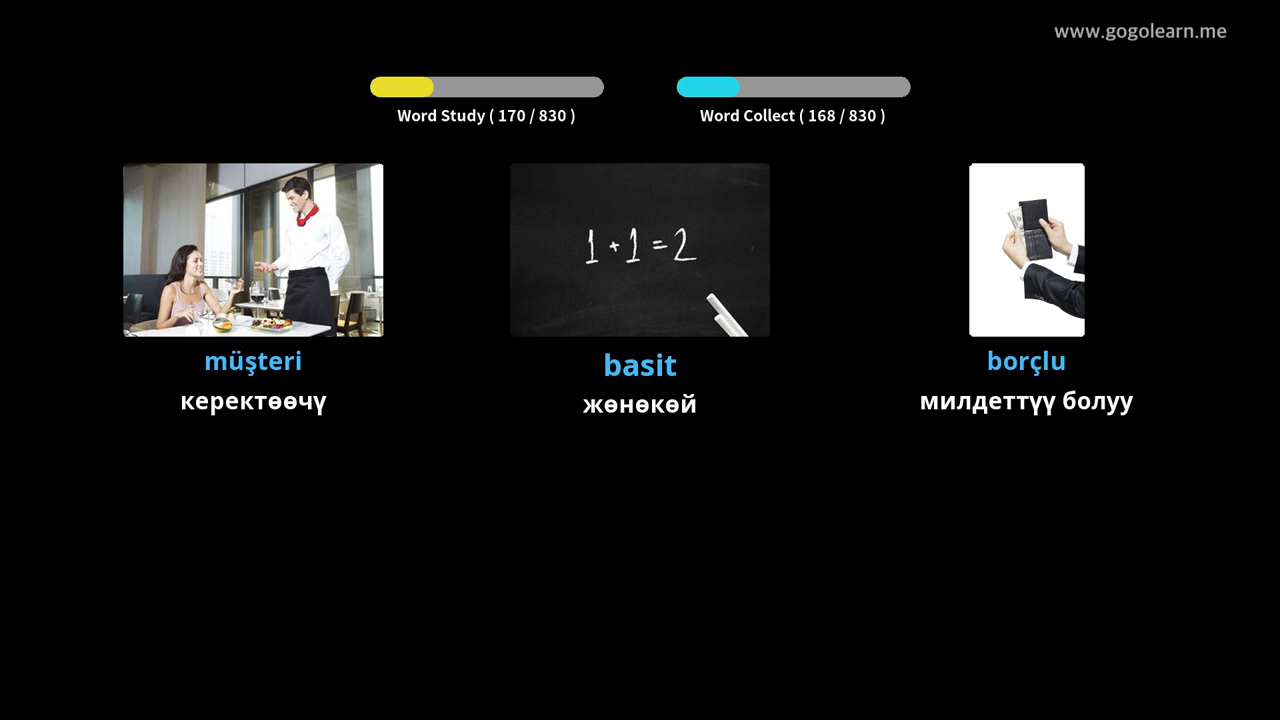 www.gogolearn.me
Word Study ( 170 / 830 )
Word Collect ( 168 / 830 )
1 + 1 = 2
müşteri
basit
borçlu
керектөөчү
жөнөкөй
милдеттүү болуу